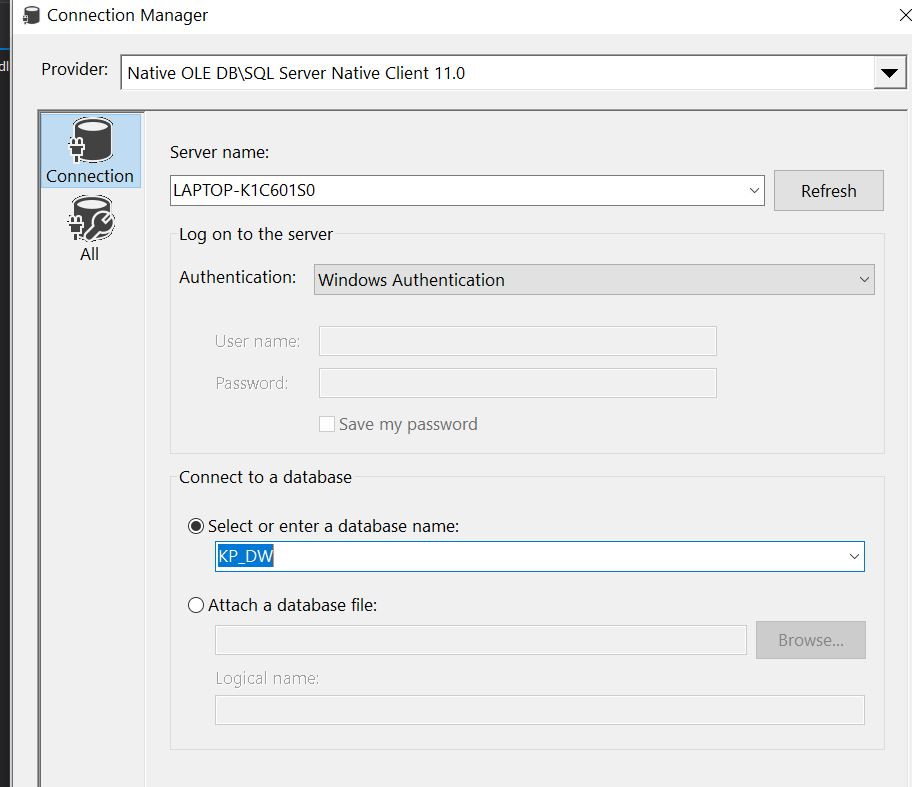 Connection Manager
dl
Provider:
Native OLE DB\SQL Server Native Client 11.0
Connection
All
Server name:
LAPTOP-K1C601S0
Refresh
Log on to the server
Authentication:
Windows Authentication
User name:
Password:
Save my password
Connect to a database
Select or enter a database name:
KP_DW
Attach a database file:
Browse...
Logical name: